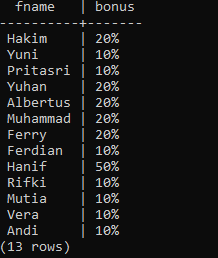 fname | bonus
----------+-------
Hakim | 20%
Yuni | 10%
Pritasri | 10%
Yuhan | 20%
Albertus | 20%
Muhammad | 20%
Ferry | 20%
Ferdian | 10%
Hanif | 50%
Rifki | 10%
Mutia | 10%
Vera | 10%
Andi | 10%
(13 rows)